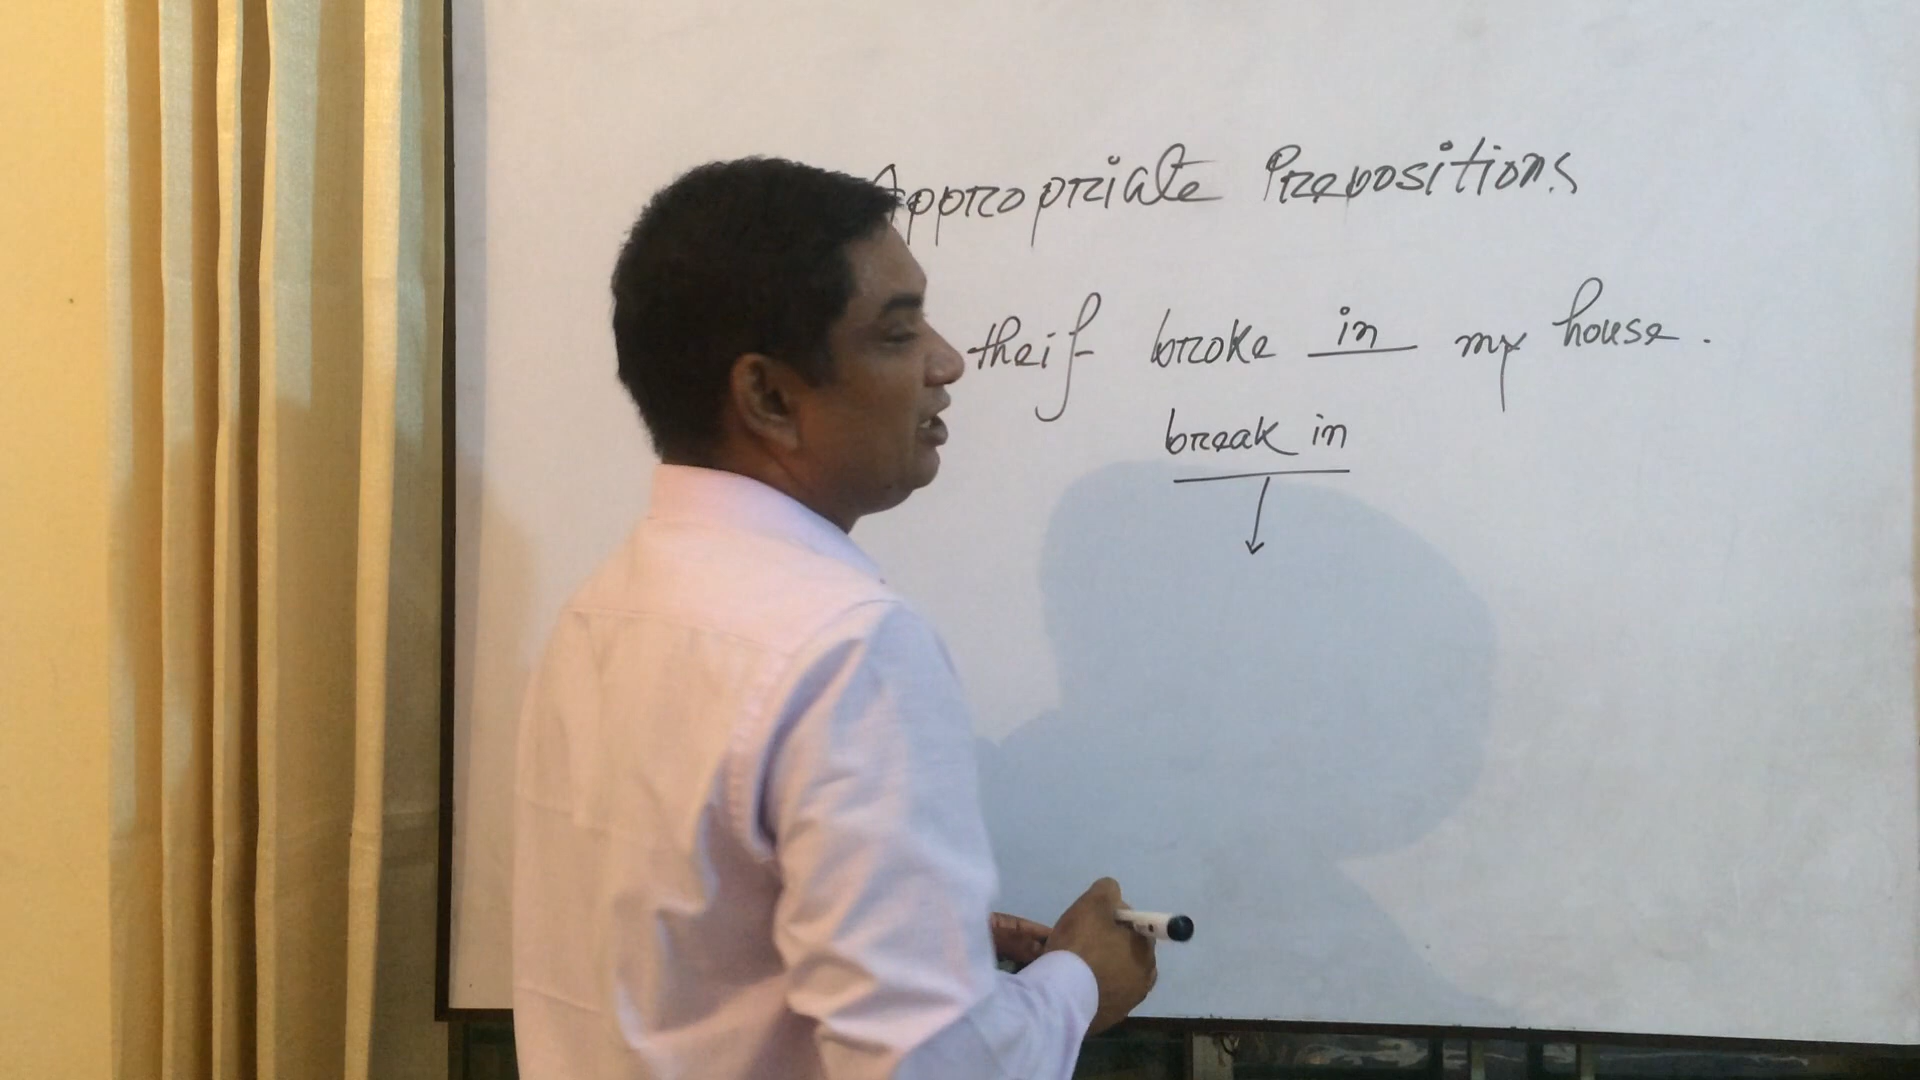 Appropriate Prepositions
theif broke in my house.
break in